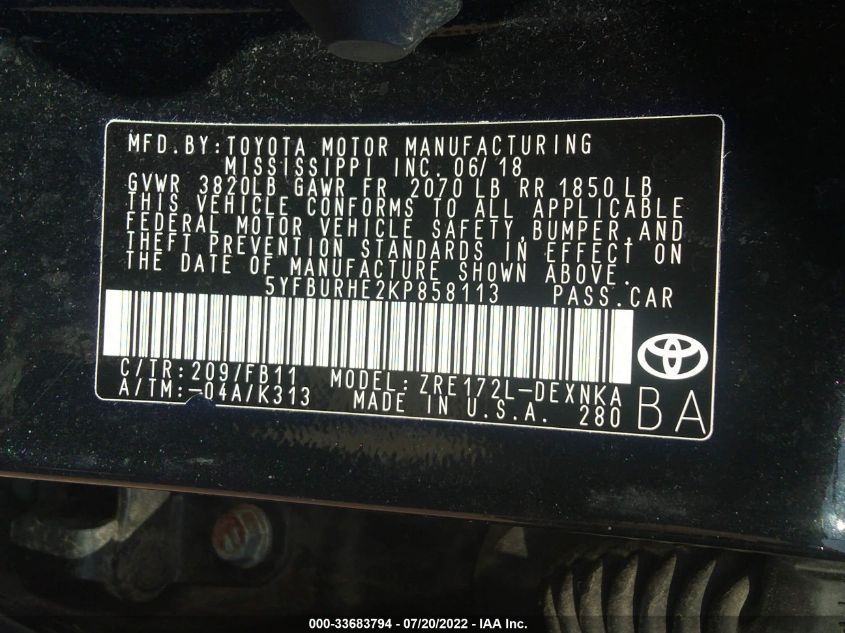 MFD.BY:TOYOTA MOTOR MANUFACTURING
MISSISSIPPI INC. 06/18
GVWR 3820LB GAWR FR 2070 LB RR 1850 LB
THIS VEHICLE CONFORMS TO ALL APPLICABLE
FEDERAL MOTOR VEHICLE SAFETY,BUMPER,AND
THEFT PREVENTION STANDARDS IN EFFECT ON
THE DATE OF MANUFACTURE SHOWN ABOVE.
5YFBURHE2KP858113 PASS.CAR
C/TR:209/FB11 MODEL: ZRE172L-DEXNKA
A/TM:-04A/K313 MADE IN U.S.A. 280 BA
000-33683794 - 07/20/2022 - IAA Inc.